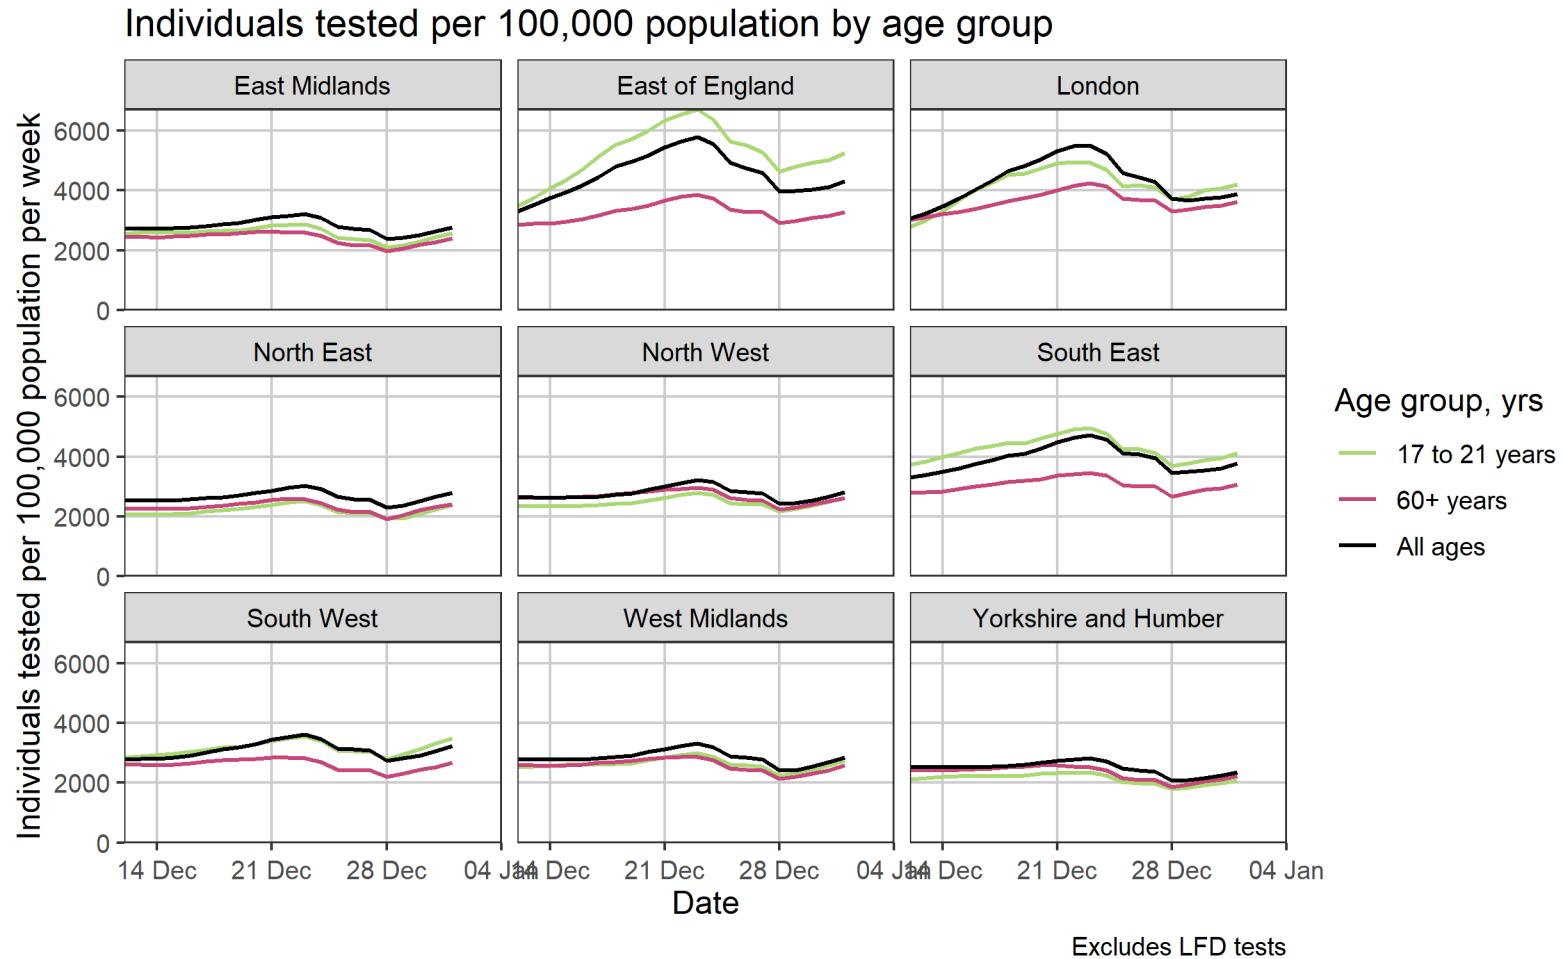 Individuals tested per 100,000 population by age group
Individuals tested per 100,000 population per week
East Midlands
East of England
London
6000
4000
2000
0
North East
North West
South East
6000
4000
2000
0
South West
West Midlands
Yorkshire and Humber
6000
4000
2000
0
14 Dec 21 Dec 28 Dec 04 Jan
14 Dec 21 Dec 28 Dec 04 Jan
14 Dec 21 Dec 28 Dec 04 Jan
Date
Age group, yrs
17 to 21 years
60+ years
All ages
Excludes LFD tests